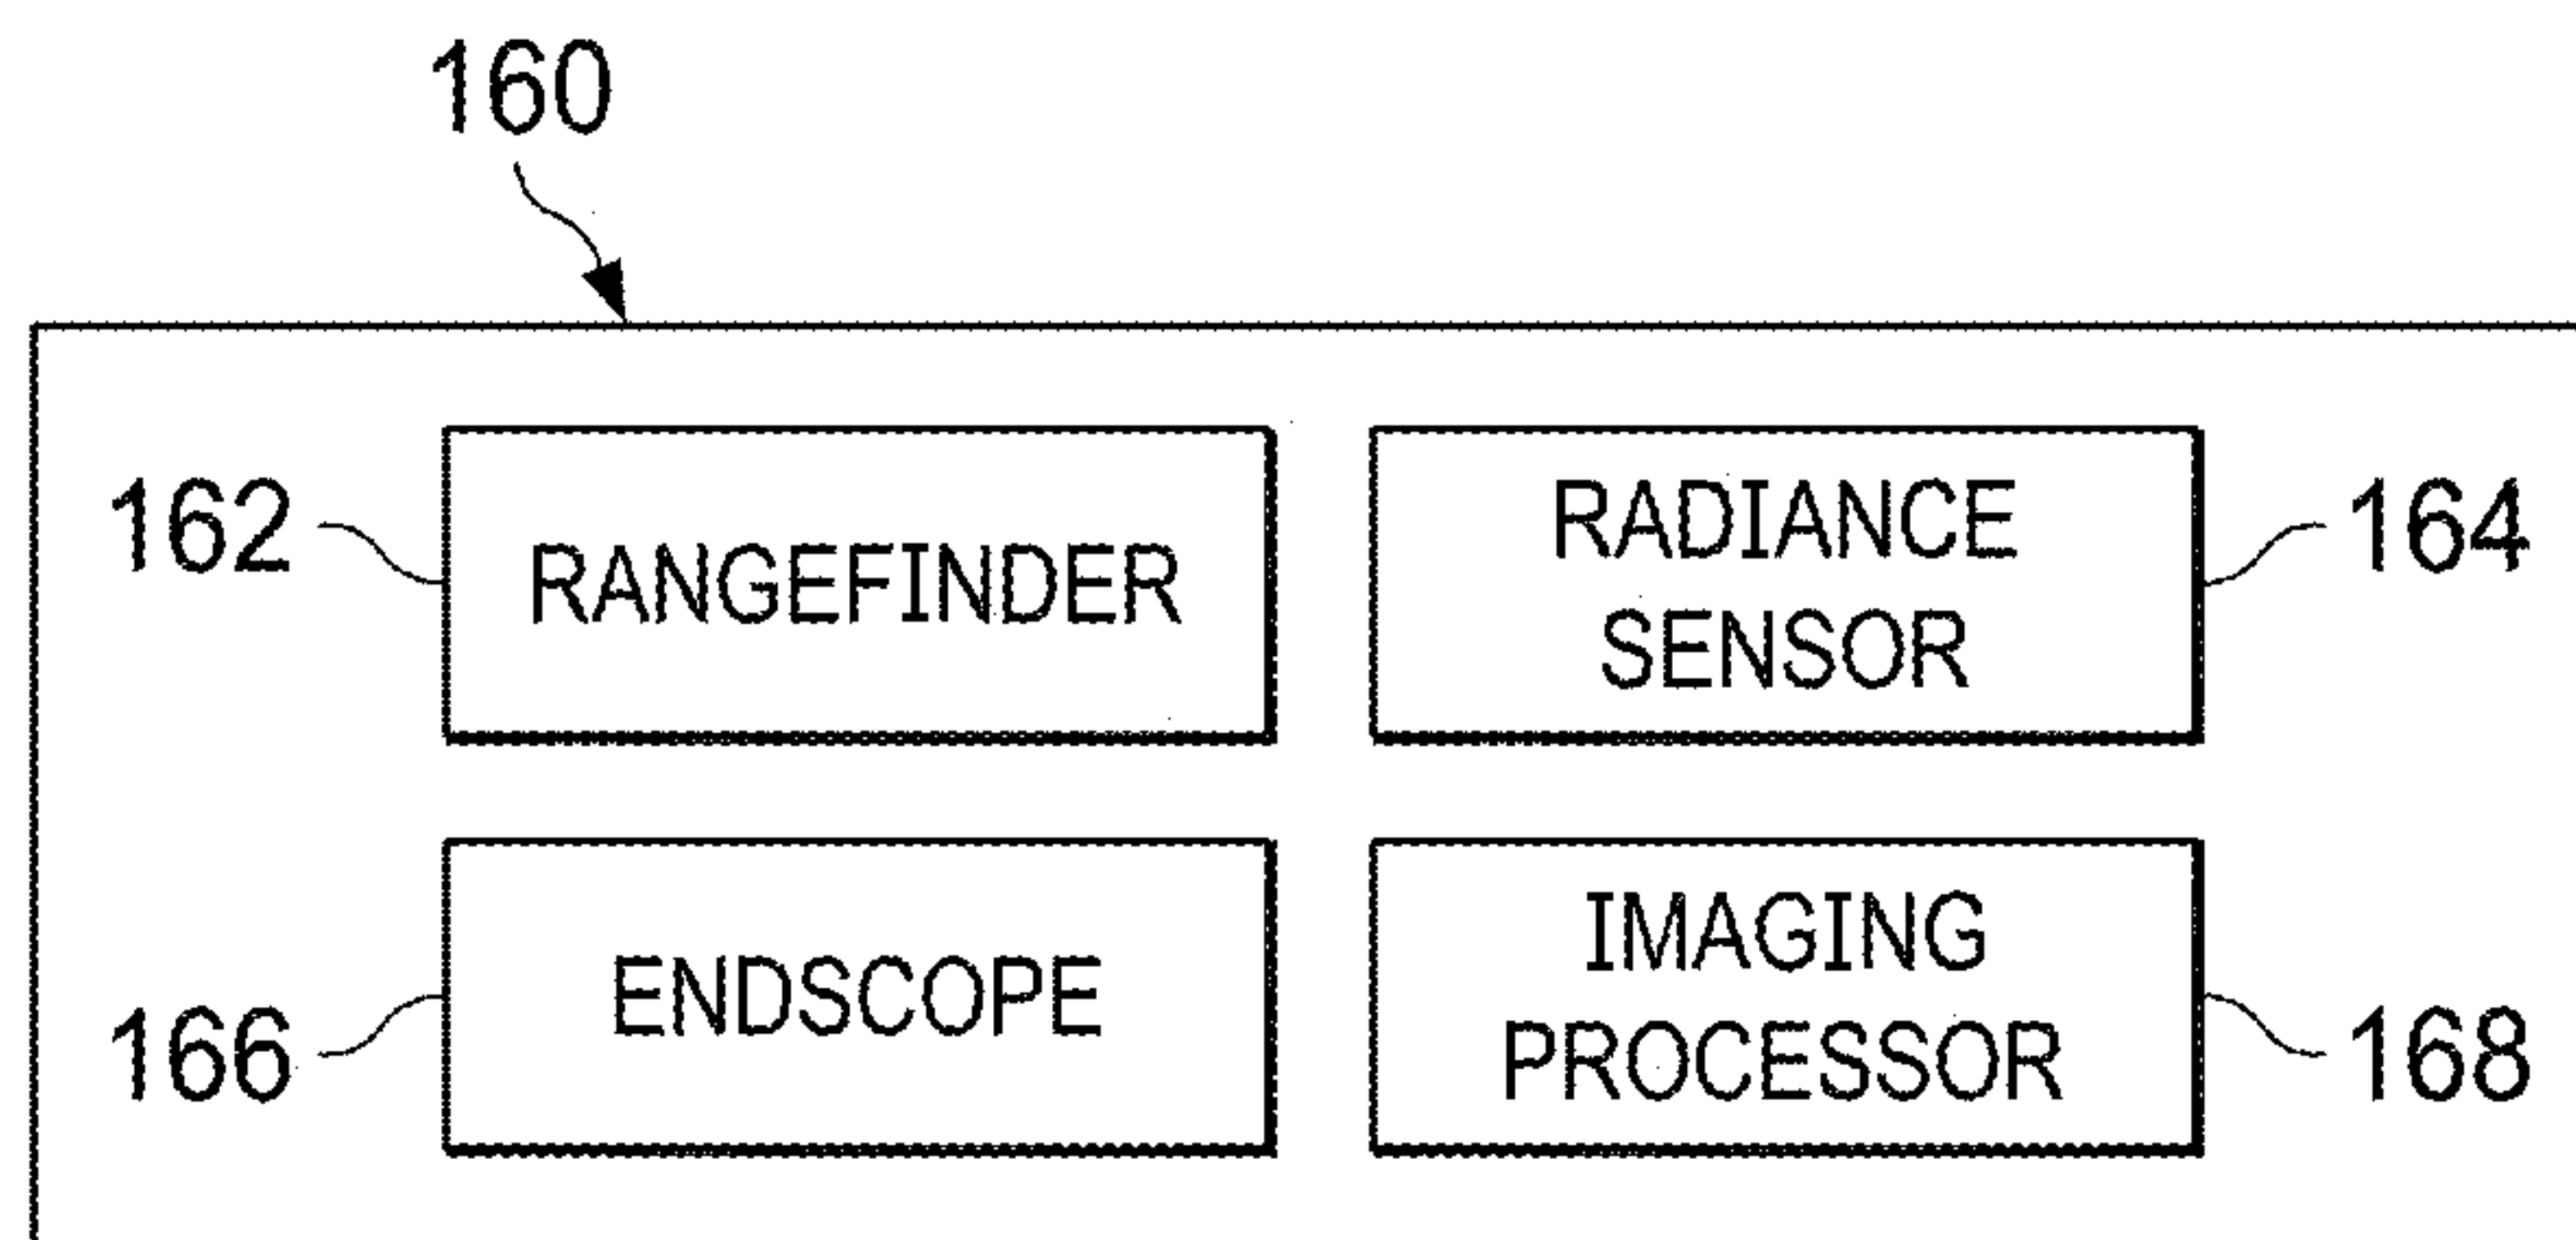 160
162
RANGEFINDER
RADIANCE
SENSOR
164
166
ENDSCOPE
IMAGING
PROCESSOR
168